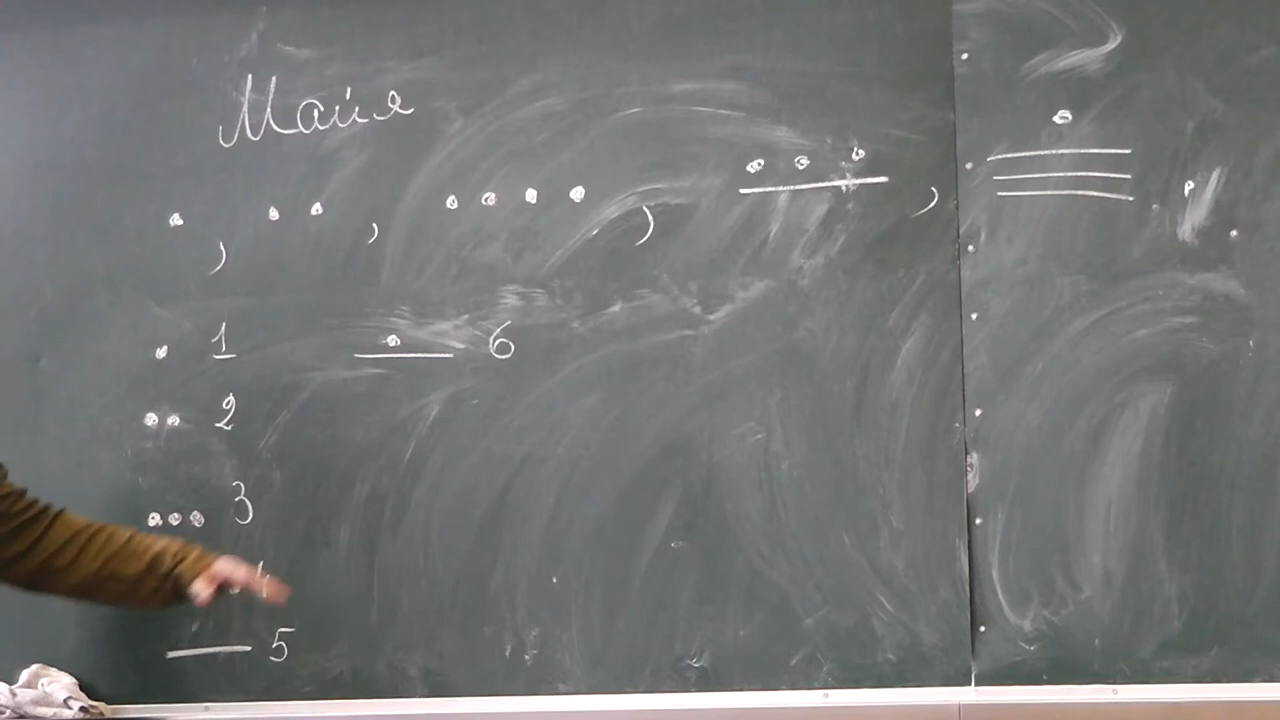 Майя
• , •• , •••• , •••
—— , •
≡ .
• 1 •
—— 6
•• 2
••• 3
—— 5